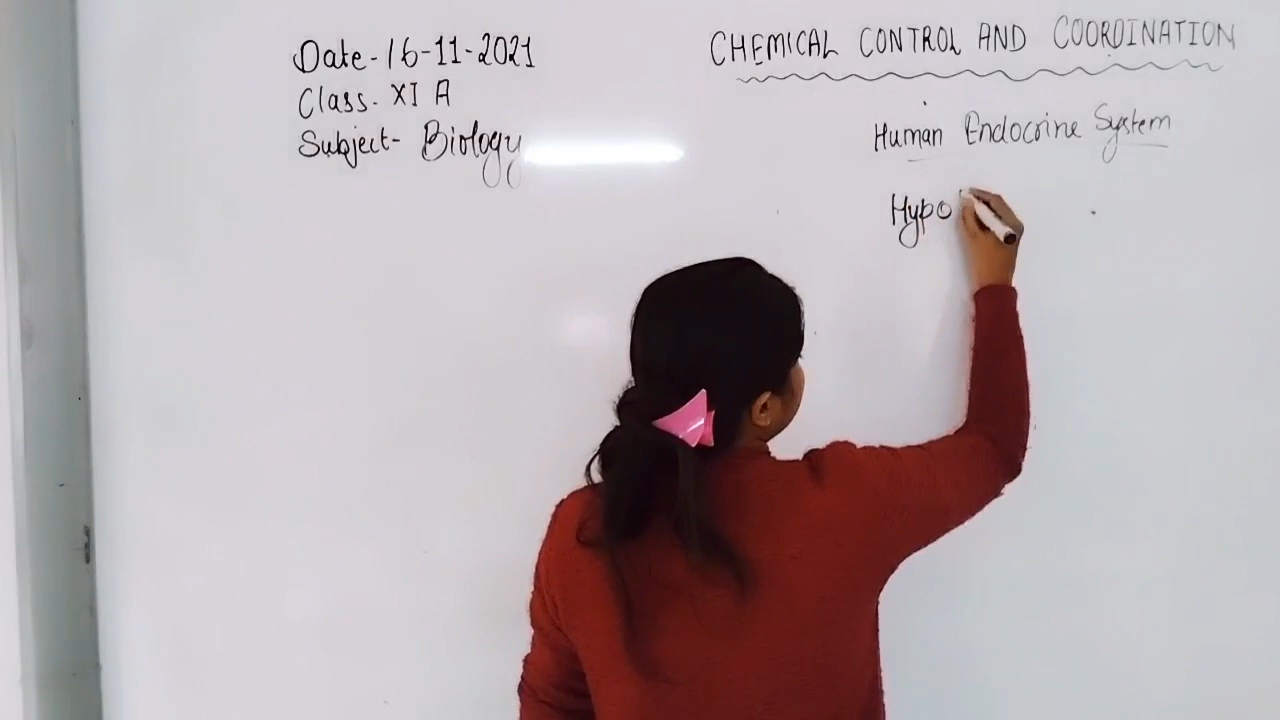 Date-16-11-2021
Class- XI A
Subject- Biology
CHEMICAL CONTROL AND COORDINATION
Human Endocrine System
Hypo